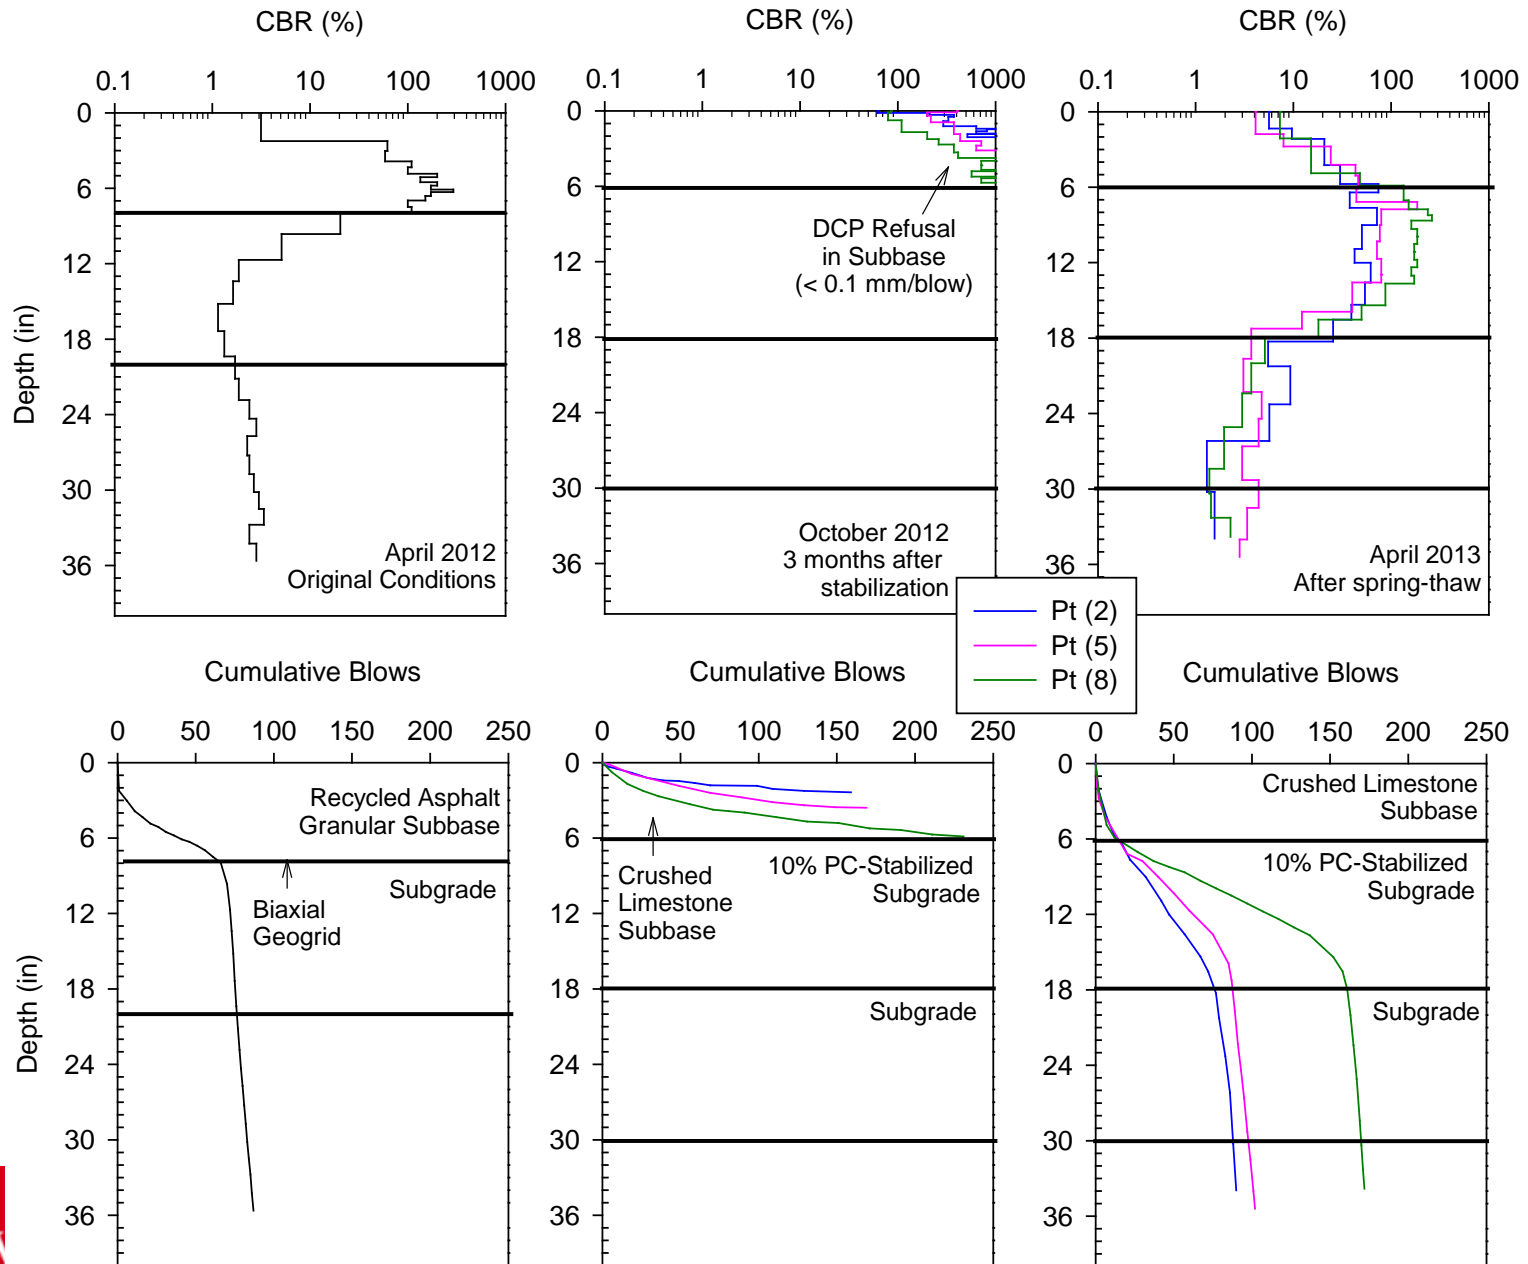 CBR (%)
CBR (%)
CBR (%)
0.1 1 10 100 1000
0.1 1 10 100 1000
0.1 1 10 100 1000
Depth (in)
0
6
12
18
24
30
36
April 2012
Original Conditions
0
6
12
18
24
30
36
DCP Refusal
in Subbase
(< 0.1 mm/blow)
October 2012
3 months after
stabilization
0
6
12
18
24
30
36
April 2013
After spring-thaw
Pt (2)
Pt (5)
Pt (8)
Cumulative Blows
Cumulative Blows
Cumulative Blows
0 50 100 150 200 250
0 50 100 150 200 250
0 50 100 150 200 250
Depth (in)
0
6
12
18
24
30
36
Recycled Asphalt
Granular Subbase
Subgrade
Biaxial
Geogrid
0
6
12
18
24
30
36
Crushed
Limestone
Subbase
10% PC-Stabilized
Subgrade
Subgrade
0
6
12
18
24
30
36
Crushed Limestone
Subbase
10% PC-Stabilized
Subgrade
Subgrade